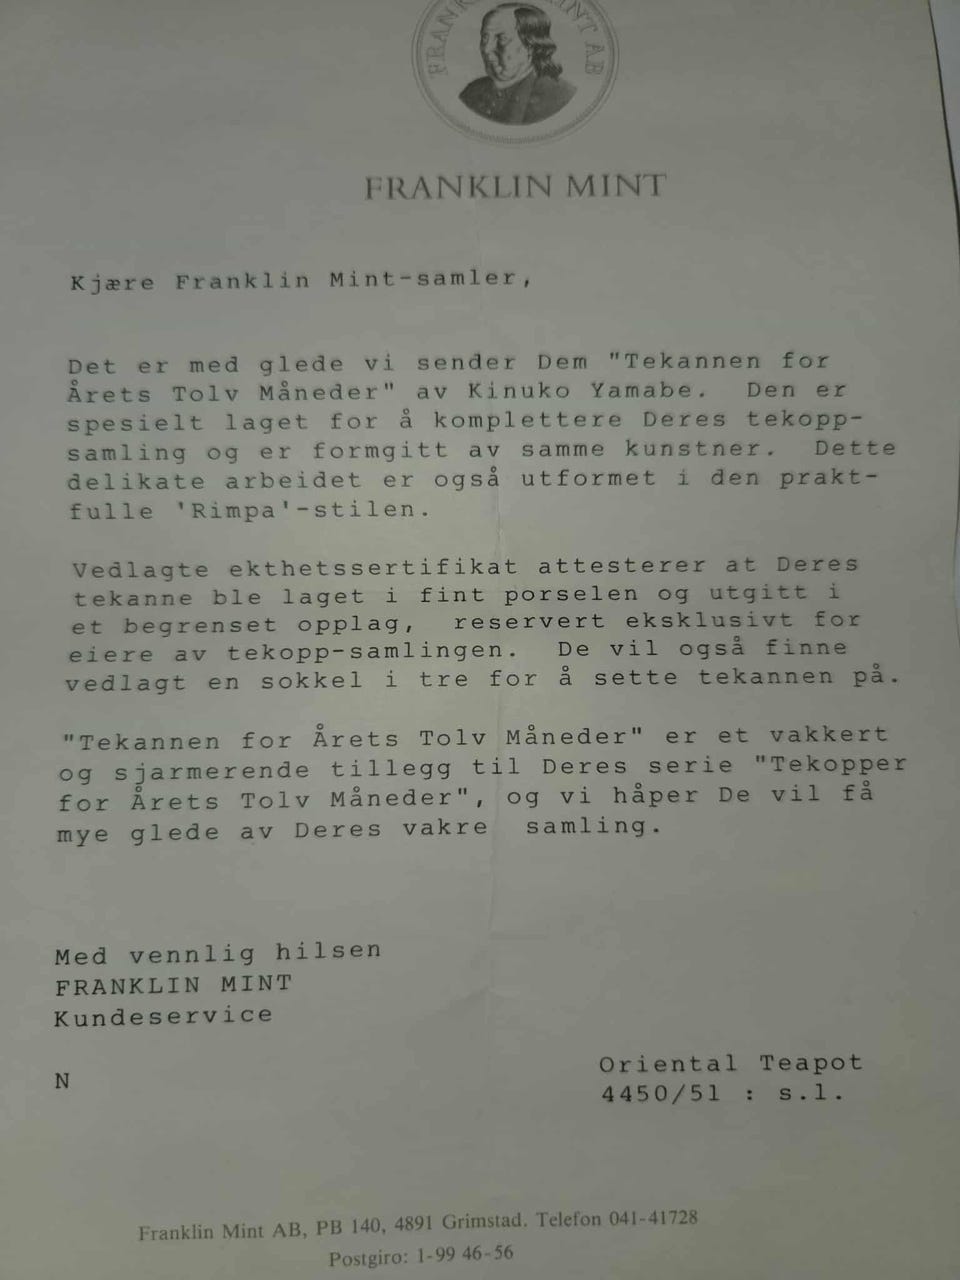 FRANKLIN MINT AB
FRANKLIN MINT
Kjære Franklin Mint-samler,
Det er med glede vi sender Dem "Tekannen for
Årets Tolv Måneder" av Kinuko Yamabe. Den er
spesielt laget for å komplettere Deres tekopp-
samling og er formgitt av samme kunstner. Dette
delikate arbeidet er også utformet i den prakt-
fulle 'Rimpa'-stilen.
Vedlagte ekthetssertifikat attesterer at Deres
tekanne ble laget i fint porselen og utgitt i
et begrenset opplag, reservert eksklusivt for
eiere av tekopp-samlingen. De vil også finne
vedlagt en sokkel i tre for å sette tekannen på.
"Tekannen for Årets Tolv Måneder" er et vakkert
og sjarmerende tillegg til Deres serie "Tekopper
for Årets Tolv Måneder", og vi håper De vil få
mye glede av Deres vakre samling.
Med vennlig hilsen
FRANKLIN MINT
Kundeservice
N
Oriental Teapot
4450/51 : s.l.
Franklin Mint AB, PB 140, 4891 Grimstad. Telefon 041-41728
Postgiro: 1-99 46-56